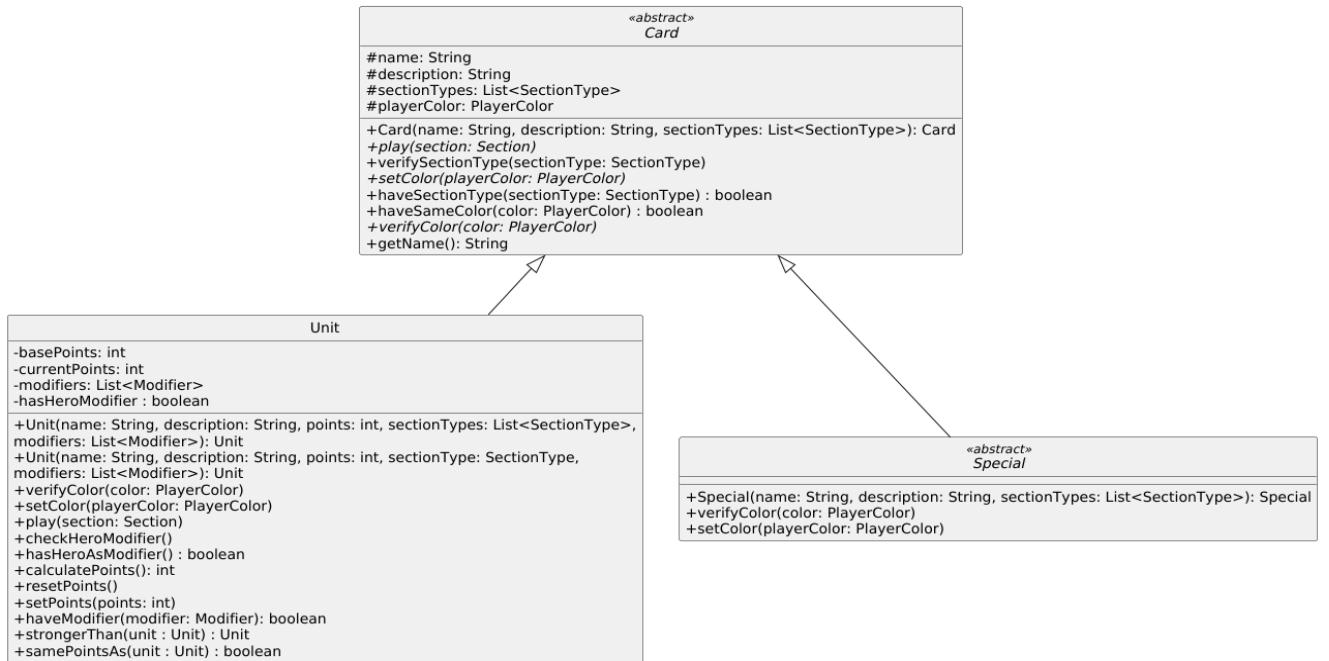 «abstract»
Card
#name: String
#description: String
#sectionTypes: List<SectionType>
#playerColor: PlayerColor
+Card(name: String, description: String, sectionTypes: List<SectionType>): Card
+play(section: Section)
+verifySectionType(sectionType: SectionType)
+setColor(playerColor: PlayerColor)
+haveSectionType(sectionType: SectionType) : boolean
+haveSameColor(color: PlayerColor) : boolean
+verifyColor(color: PlayerColor)
+getName(): String
Unit
-basePoints: int
-currentPoints: int
-modifiers: List<Modifier>
-hasHeroModifier : boolean
+Unit(name: String, description: String, points: int, sectionTypes: List<SectionType>,
modifiers: List<Modifier>): Unit
+Unit(name: String, description: String, points: int, sectionType: SectionType,
modifiers: List<Modifier>): Unit
+verifyColor(color: PlayerColor)
+setColor(playerColor: PlayerColor)
+play(section: Section)
+checkHeroModifier()
+hasHeroAsModifier() : boolean
+calculatePoints(): int
+resetPoints()
+setPoints(points: int)
+haveModifier(modifier: Modifier): boolean
+strongerThan(unit : Unit) : Unit
+samePointsAs(unit : Unit) : boolean
«abstract»
Special
+Special(name: String, description: String, sectionTypes: List<SectionType>): Special
+verifyColor(color: PlayerColor)
+setColor(playerColor: PlayerColor)